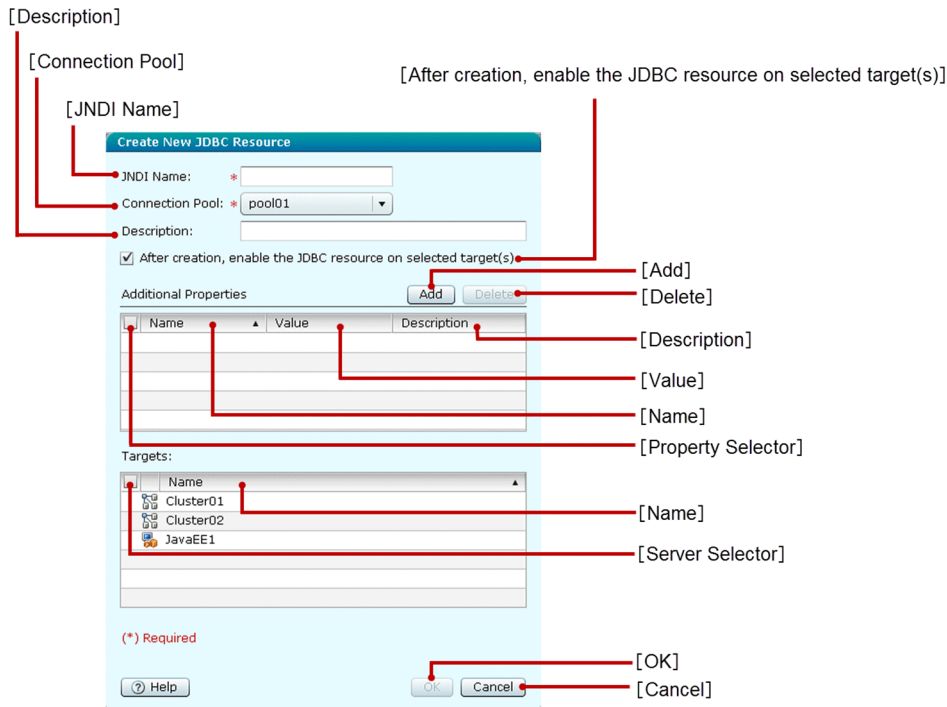 [Description]
[Connection Pool]
[After creation, enable the JDBC resource on selected target(s)]
[JNDI Name]
Create New JDBC Resource
JNDI Name: *
Connection Pool: * pool01
Description:
After creation, enable the JDBC resource on selected target(s)
[Add]
Additional Properties Add Delete
[Delete]
Name Value Description
[Description]
[Value]
[Name]
[Property Selector]
Targets:
Name
Cluster01
[Name]
Cluster02
JavaEE1
[Server Selector]
(*) Required
[OK]
Help OK Cancel
[Cancel]